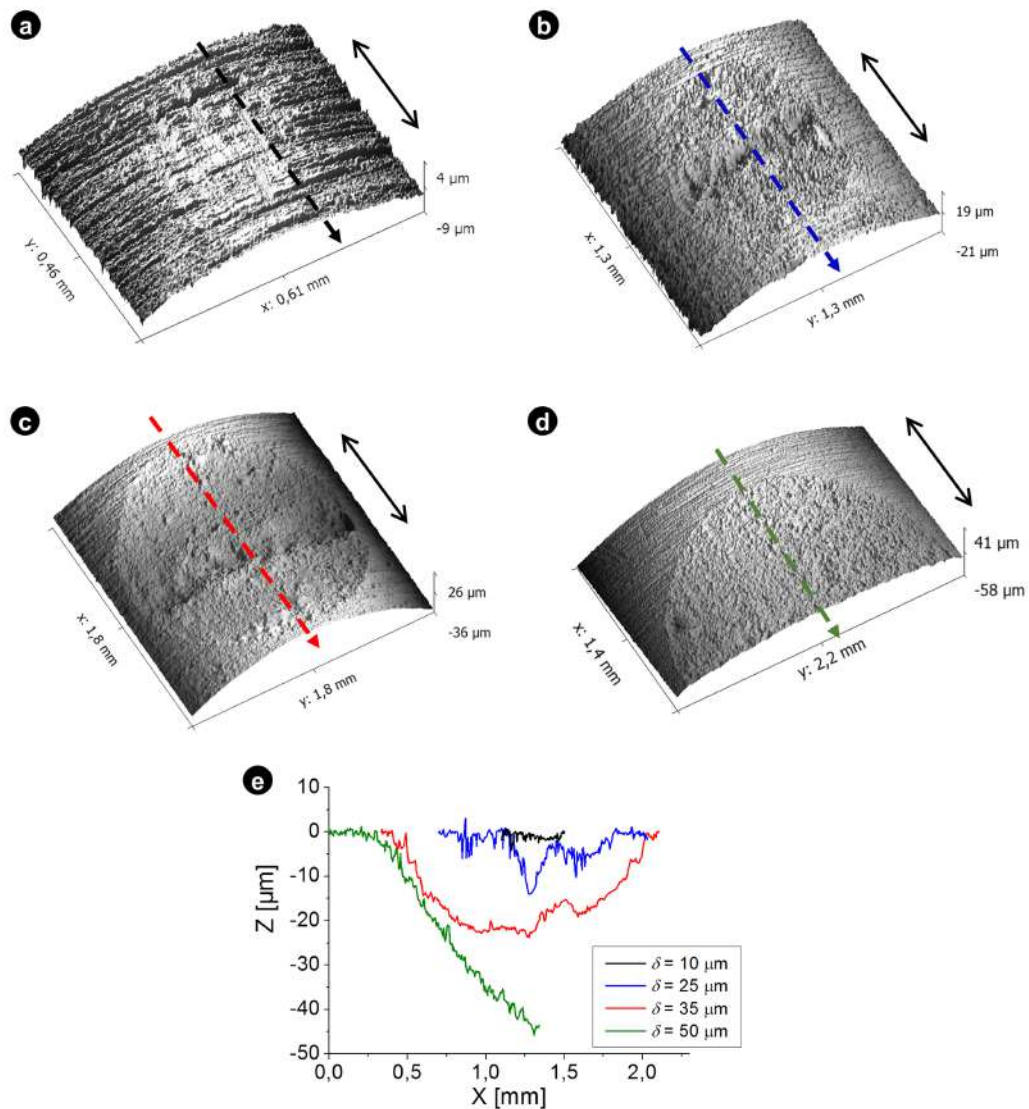 a
4 µm
-9 µm
y: 0,46 mm
x: 0,61 mm
b
19 µm
-21 µm
x: 1,3 mm
y: 1,3 mm
c
26 µm
-36 µm
x: 1,8 mm
y: 1,8 mm
d
41 µm
-58 µm
x: 1,4 mm
y: 2,2 mm
e
10
0
-10
-20
-30
-40
-50
Z [µm]
δ = 10 µm
δ = 25 µm
δ = 35 µm
δ = 50 µm
0,0 0,5 1,0 1,5 2,0
X [mm]